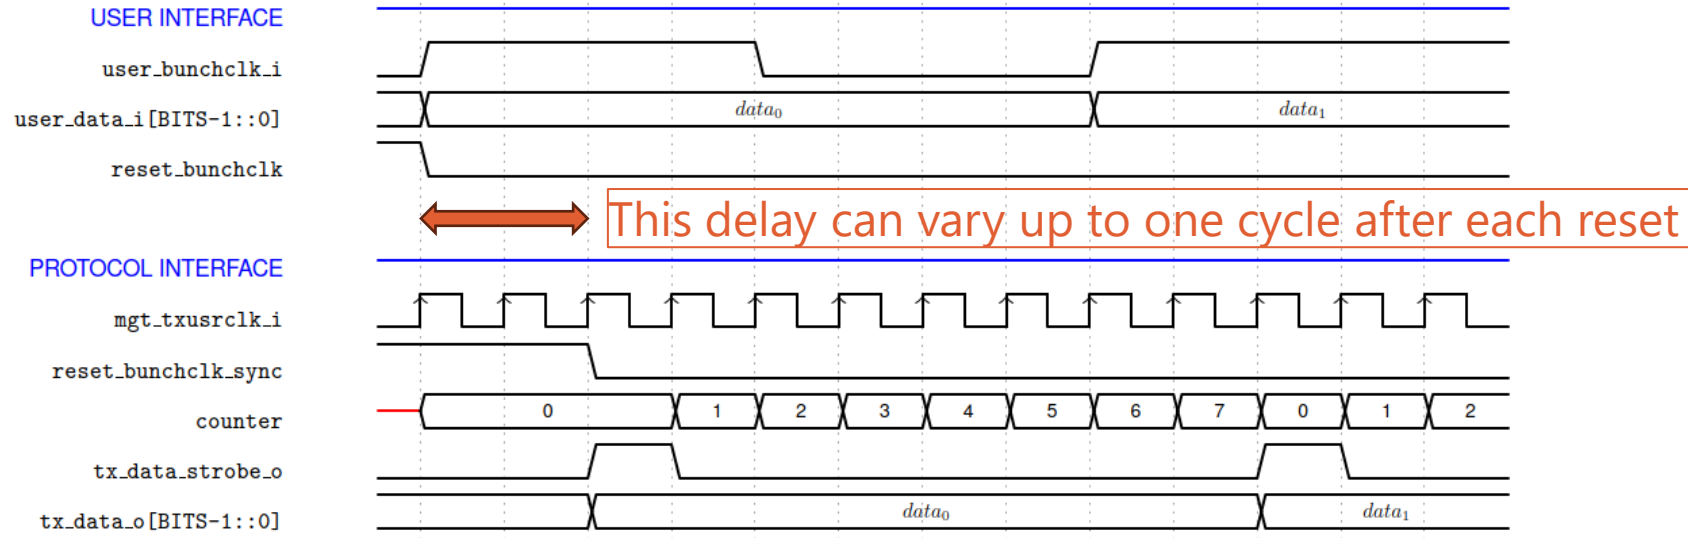 USER INTERFACE
user_bunchclk_i
user_data_i[BITS-1::0]
data0
data1
reset_bunchclk
This delay can vary up to one cycle after each reset
PROTOCOL INTERFACE
mgt_txusrclk_i
reset_bunchclk_sync
counter
0 1 2 3 4 5 6 7 0 1 2
tx_data_strobe_o
tx_data_o[BITS-1::0]
data0
data1